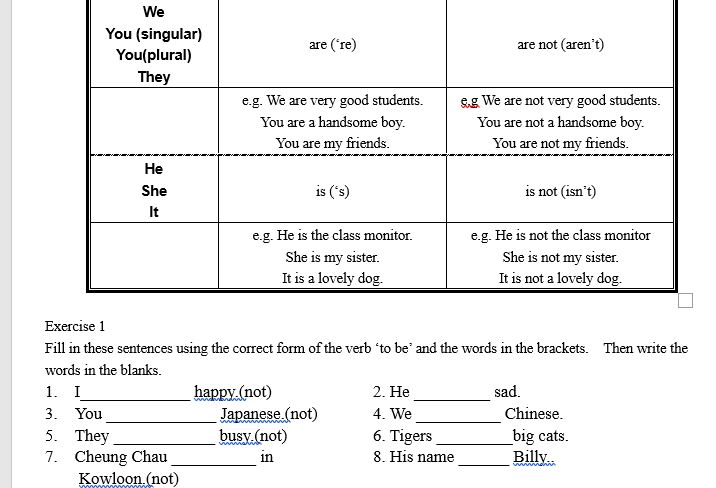 We
You (singular)
You(plural)
They
are (‘re)
are not (aren’t)
e.g. We are very good students.
You are a handsome boy.
You are my friends.
e.g We are not very good students.
You are not a handsome boy.
You are not my friends.
He
She
It
is (‘s)
is not (isn’t)
e.g. He is the class monitor.
She is my sister.
It is a lovely dog.
e.g. He is not the class monitor
She is not my sister.
It is not a lovely dog.
Exercise 1
Fill in these sentences using the correct form of the verb ‘to be’ and the words in the brackets. Then write the
words in the blanks.
1. I________________ happy.(not) 2. He ___________ sad.
3. You ________________ Japanese.(not) 4. We ____________ Chinese.
5. They ______________ busy.(not) 6. Tigers ___________big cats.
7. Cheung Chau ____________ in 8. His name _______ Billy..
Kowloon.(not)